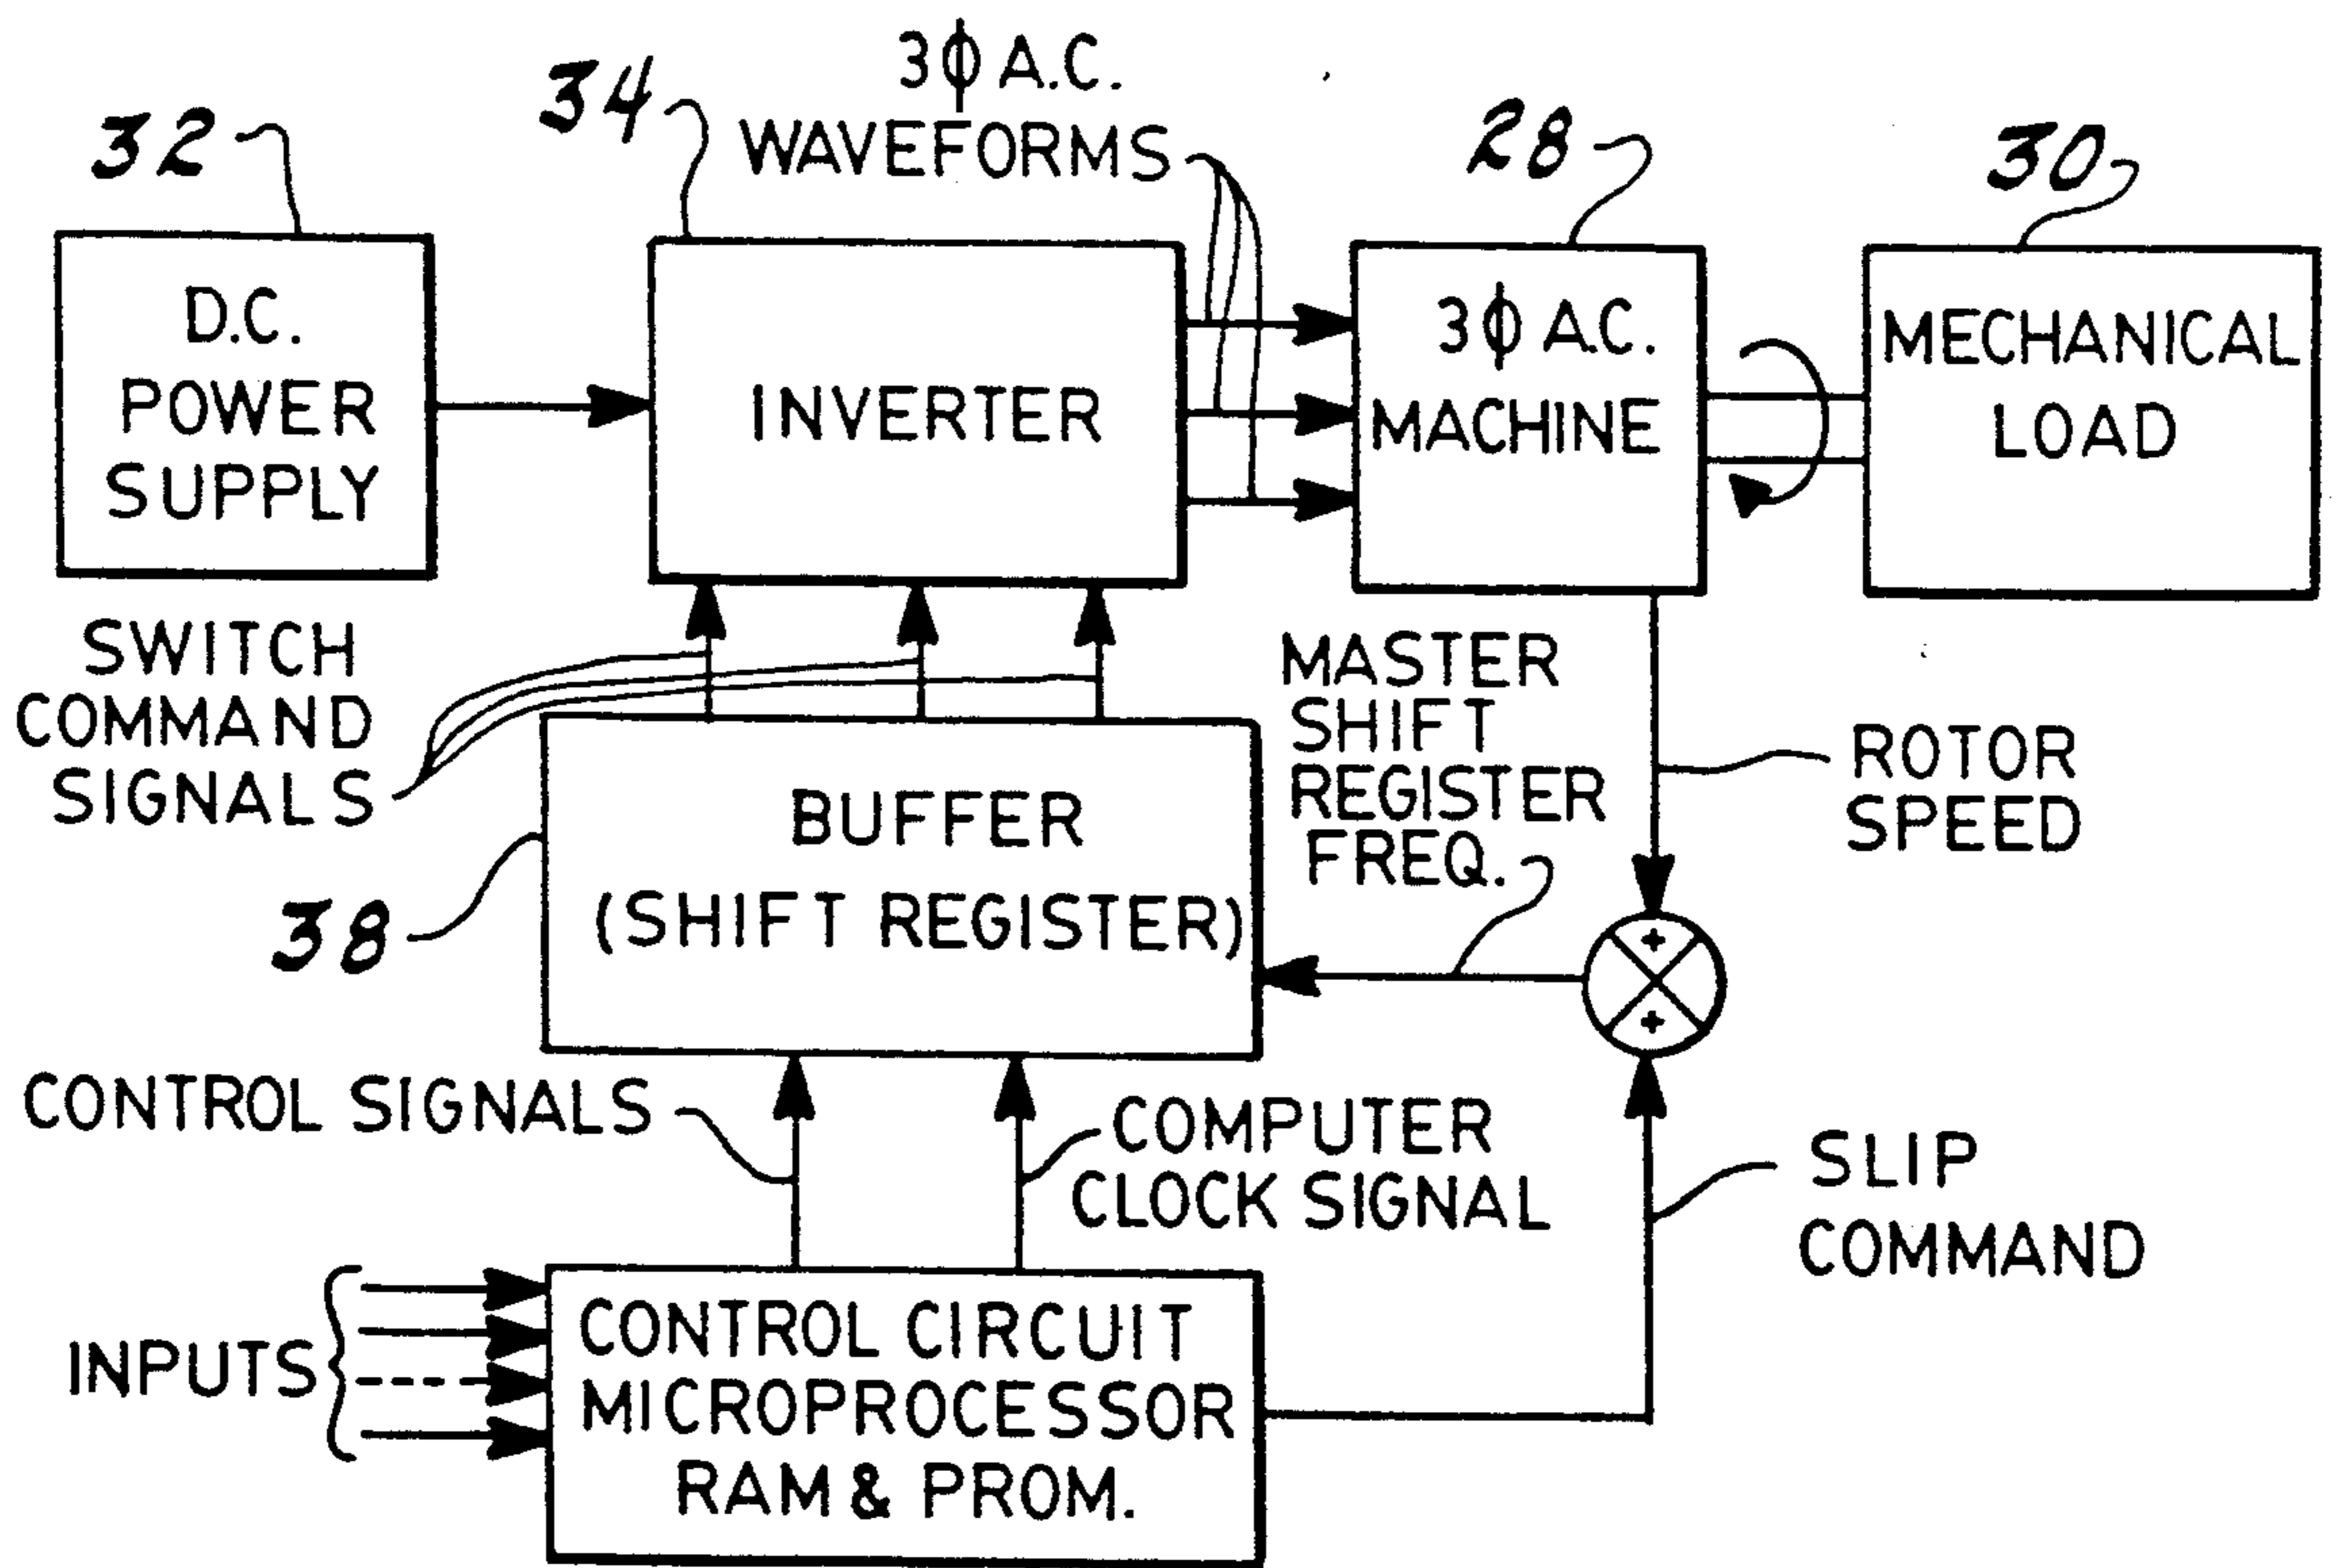 3ϕ A.C.
WAVEFORMS
32
34
28
30
D.C.
POWER
SUPPLY
INVERTER
3ϕ A.C.
MACHINE
MECHANICAL
LOAD
SWITCH
COMMAND
SIGNALS
MASTER
SHIFT
REGISTER
FREQ.
ROTOR
SPEED
BUFFER
(SHIFT REGISTER)
38
+
+
CONTROL SIGNALS
COMPUTER
CLOCK SIGNAL
SLIP
COMMAND
INPUTS
CONTROL CIRCUIT
MICROPROCESSOR
RAM & PROM.